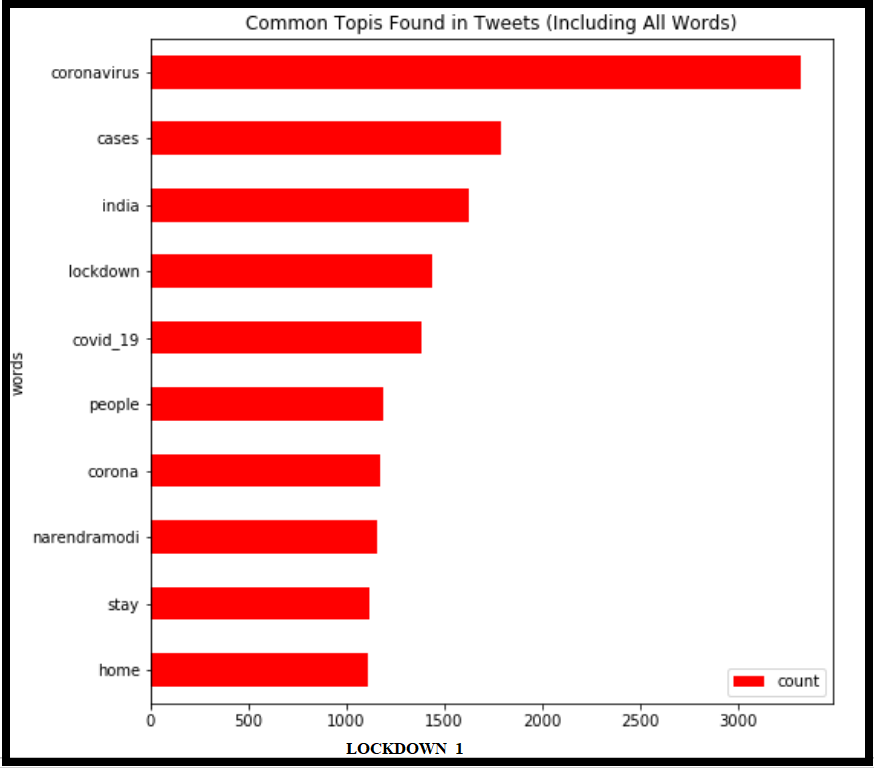 Common Topis Found in Tweets (Including All Words)
coronavirus
cases
india
lockdown
covid_19
people
corona
narendramodi
stay
home
words
count
0 500 1000 1500 2000 2500 3000
LOCKDOWN 1